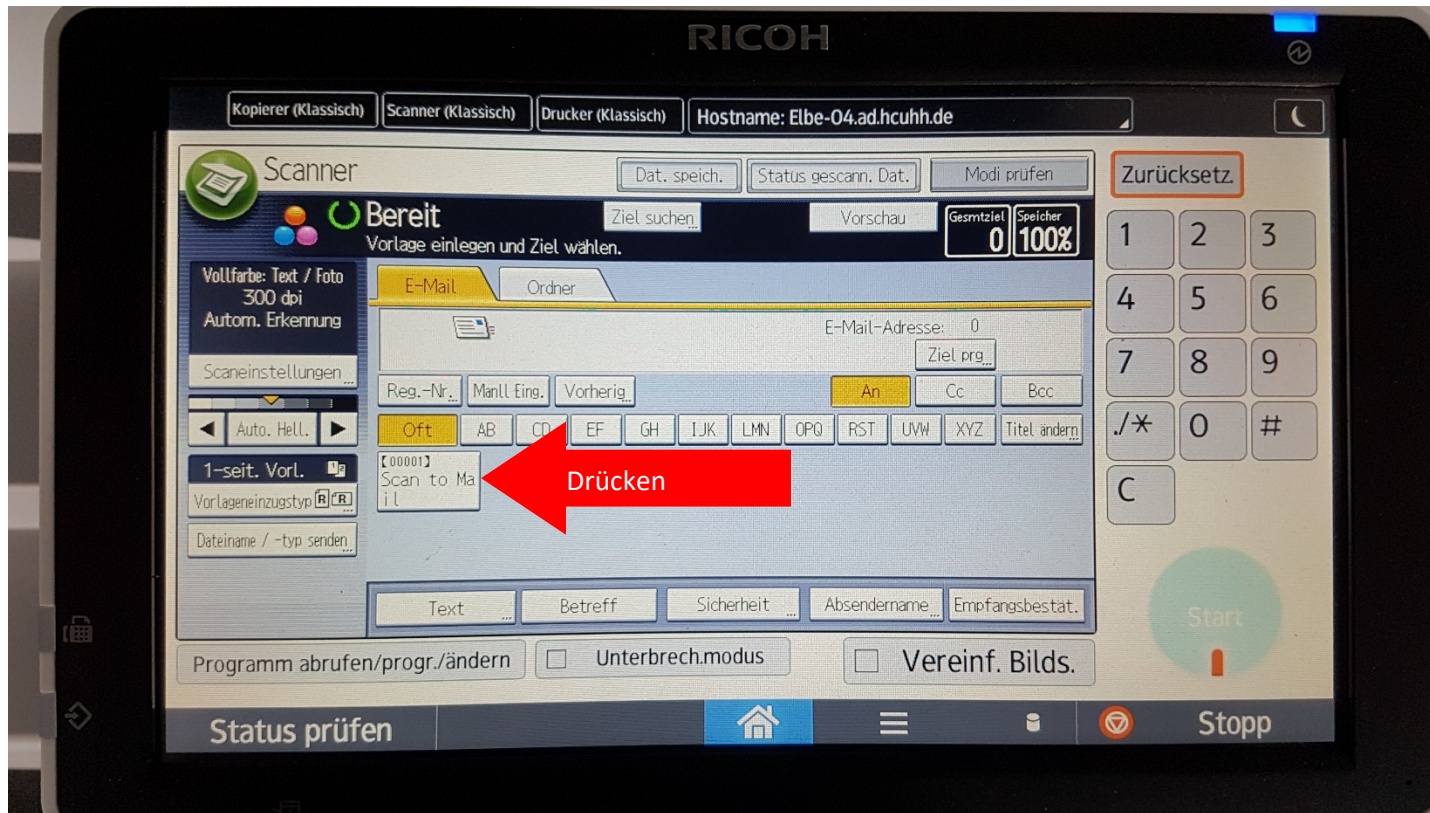 RICOH
Kopierer (Klassisch) Scanner (Klassisch) Drucker (Klassisch) Hostname: Elbe-04.ad.hcuhh.de
Scanner
Dat. speich. Status gescann. Dat. Modi prüfen
Zurücksetz.
Bereit
Ziel suchen
Vorschau
Gesmtziel
0
Speicher
100%
Vorlage einlegen und Ziel wählen.
Vollfarbe: Text / Foto
300 dpi
Autom. Erkennung
Scaneinstellungen
Auto. Hell.
1-seit. Vorl.
Vorlageneinzugstyp
Dateiname / -typ senden
E-Mail Ordner
E-Mail-Adresse: 0
Ziel prg.
Reg.-Nr. Manll Eing. Vorherig. An Cc Bcc
Oft AB CD EF GH IJK LMN OPQ RST UVW XYZ Titel ändern
【00001】
Scan to Ma
il
Drücken
Text Betreff Sicherheit Absendername Empfangsbestät.
Programm abrufen/progr./ändern Unterbrech.modus Vereinf. Bilds.
1 2 3
4 5 6
7 8 9
./* 0 #
C
Start
Status prüfen
Stopp